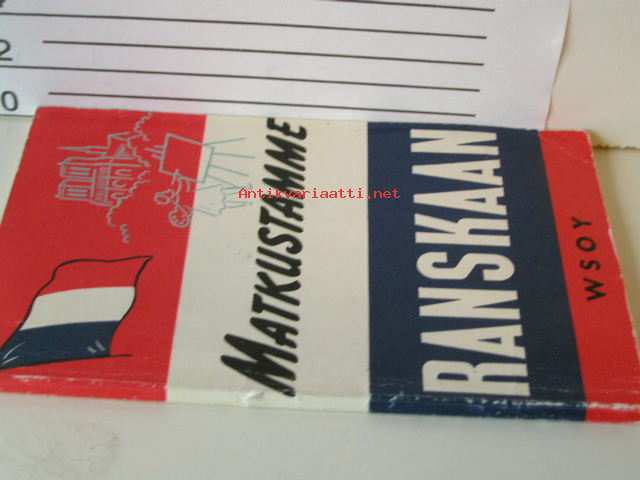 2
0
MATKUSTAMME
RANSKAAN
WSOY
Antikvariaatti.net